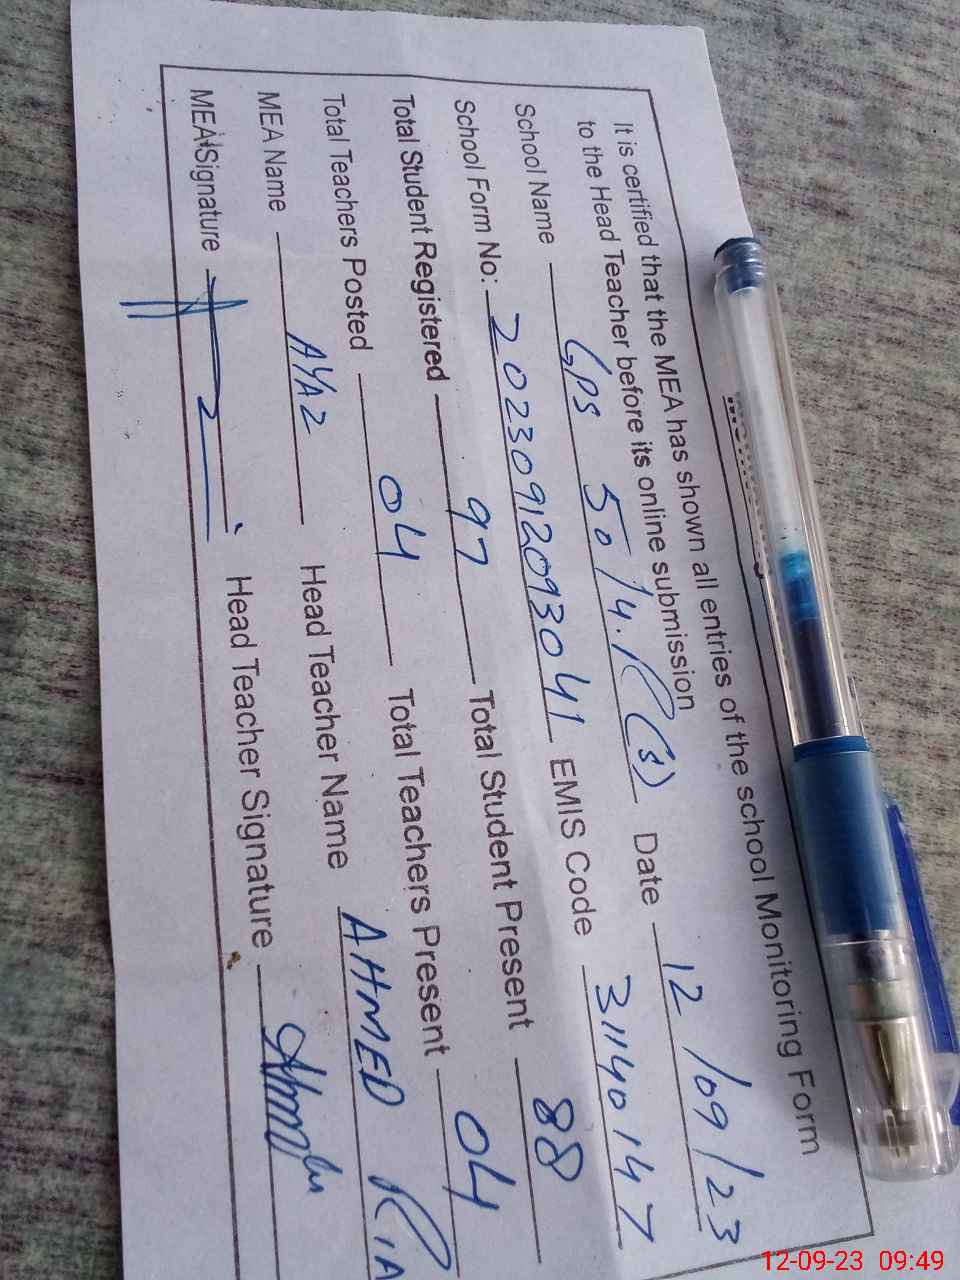 It is certified that the MEA has shown all entries of the school Monitoring Form
to the Head Teacher before its online submission
School Name GPS 50/4.R(S) Date 12/09/23
School Form No: 20230912093041 EMIS Code 31140147
Total Student Registered 97 Total Student Present 88
Total Teachers Posted 04 Total Teachers Present 04
MEA Name AYAZ Head Teacher Name AHMED RIA
MEA Signature Head Teacher Signature
12-09-23 09:49